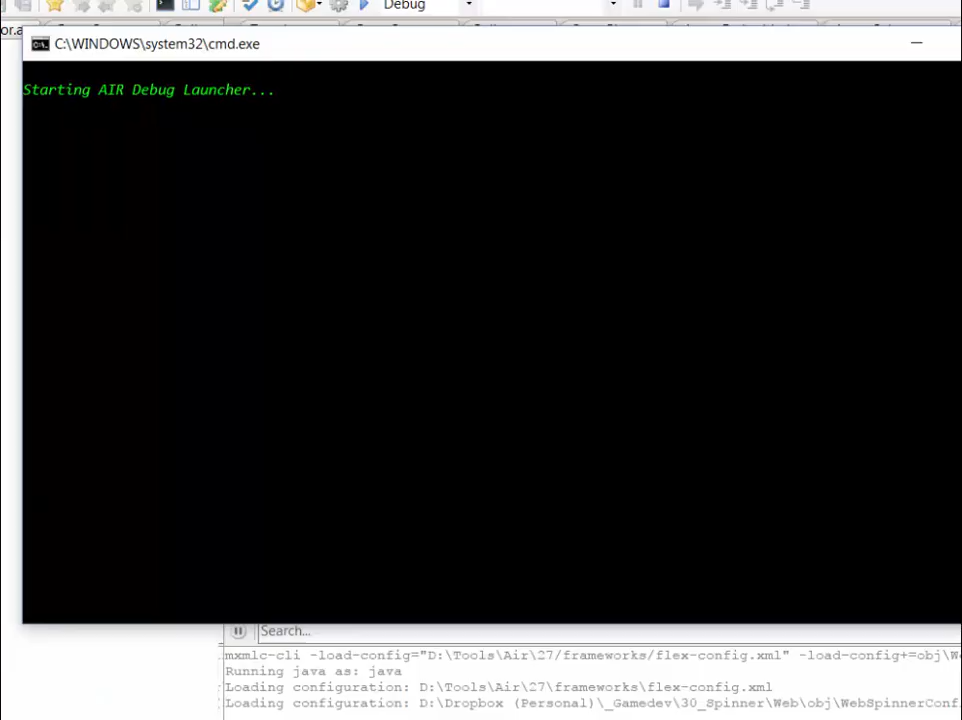 Debug
C:\WINDOWS\system32\cmd.exe
Starting AIR Debug Launcher...
Search...
mxmlc-cli -load-config="D:\Tools\Air\27/frameworks/flex-config.xml" -load-config+=obj\W
Running java as: java
Loading configuration: D:\Tools\Air\27\frameworks\flex-config.xml
Loading configuration: D:\Dropbox (Personal)\_Gamedev\30_Spinner\Web\obj\WebSpinnerConf